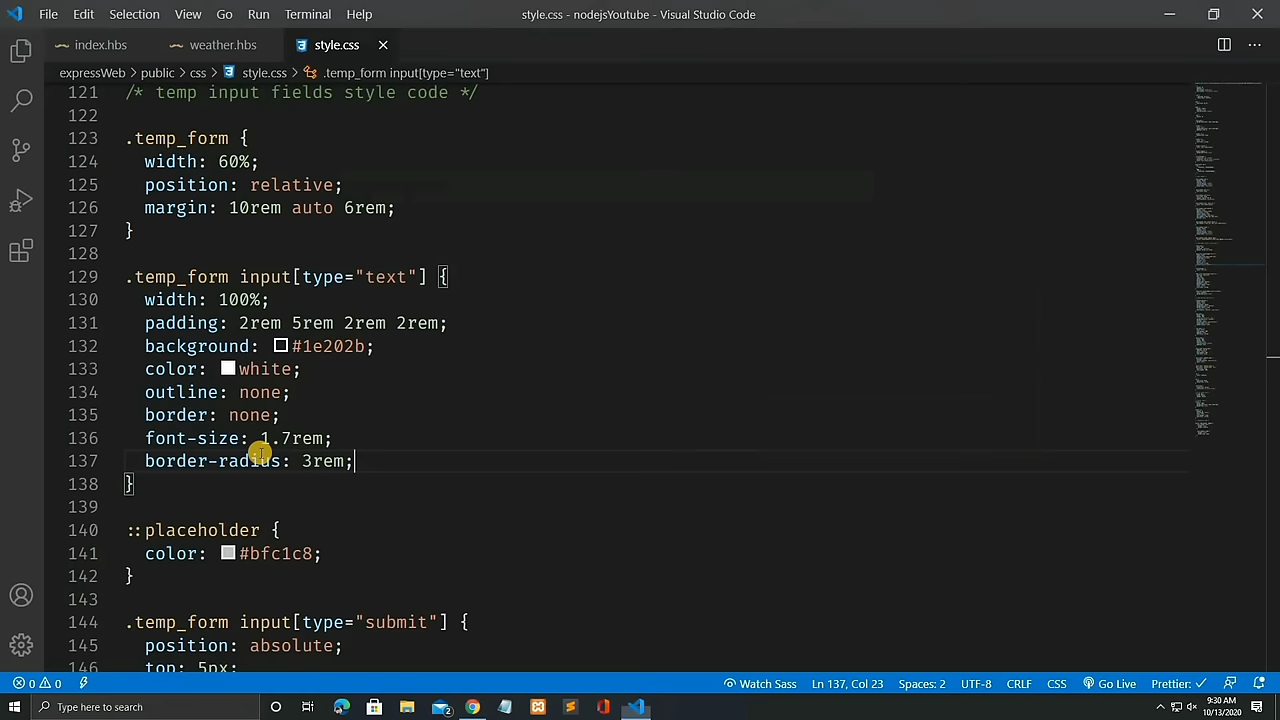 File Edit Selection View Go Run Terminal Help style.css - nodejsYoutube - Visual Studio Code
index.hbs weather.hbs style.css
expressWeb > public > css > style.css > .temp_form input[type="text"]
121 /* temp input fields style code */
122
123 .temp_form {
124 width: 60%;
125 position: relative;
126 margin: 10rem auto 6rem;
127 }
128
129 .temp_form input[type="text"] {
130 width: 100%;
131 padding: 2rem 5rem 2rem 2rem;
132 background: #1e202b;
133 color: white;
134 outline: none;
135 border: none;
136 font-size: 1.7rem;
137 border-radius: 3rem;
138 }
139
140 ::placeholder {
141 color: #bfc1c8;
142 }
143
144 .temp_form input[type="submit"] {
145 position: absolute;
146 top: 5px;
0 0 Watch Sass Ln 137, Col 23 Spaces: 2 UTF-8 CRLF CSS Go Live Prettier:
Type here to search 2 9:30 AM
10/13/2020